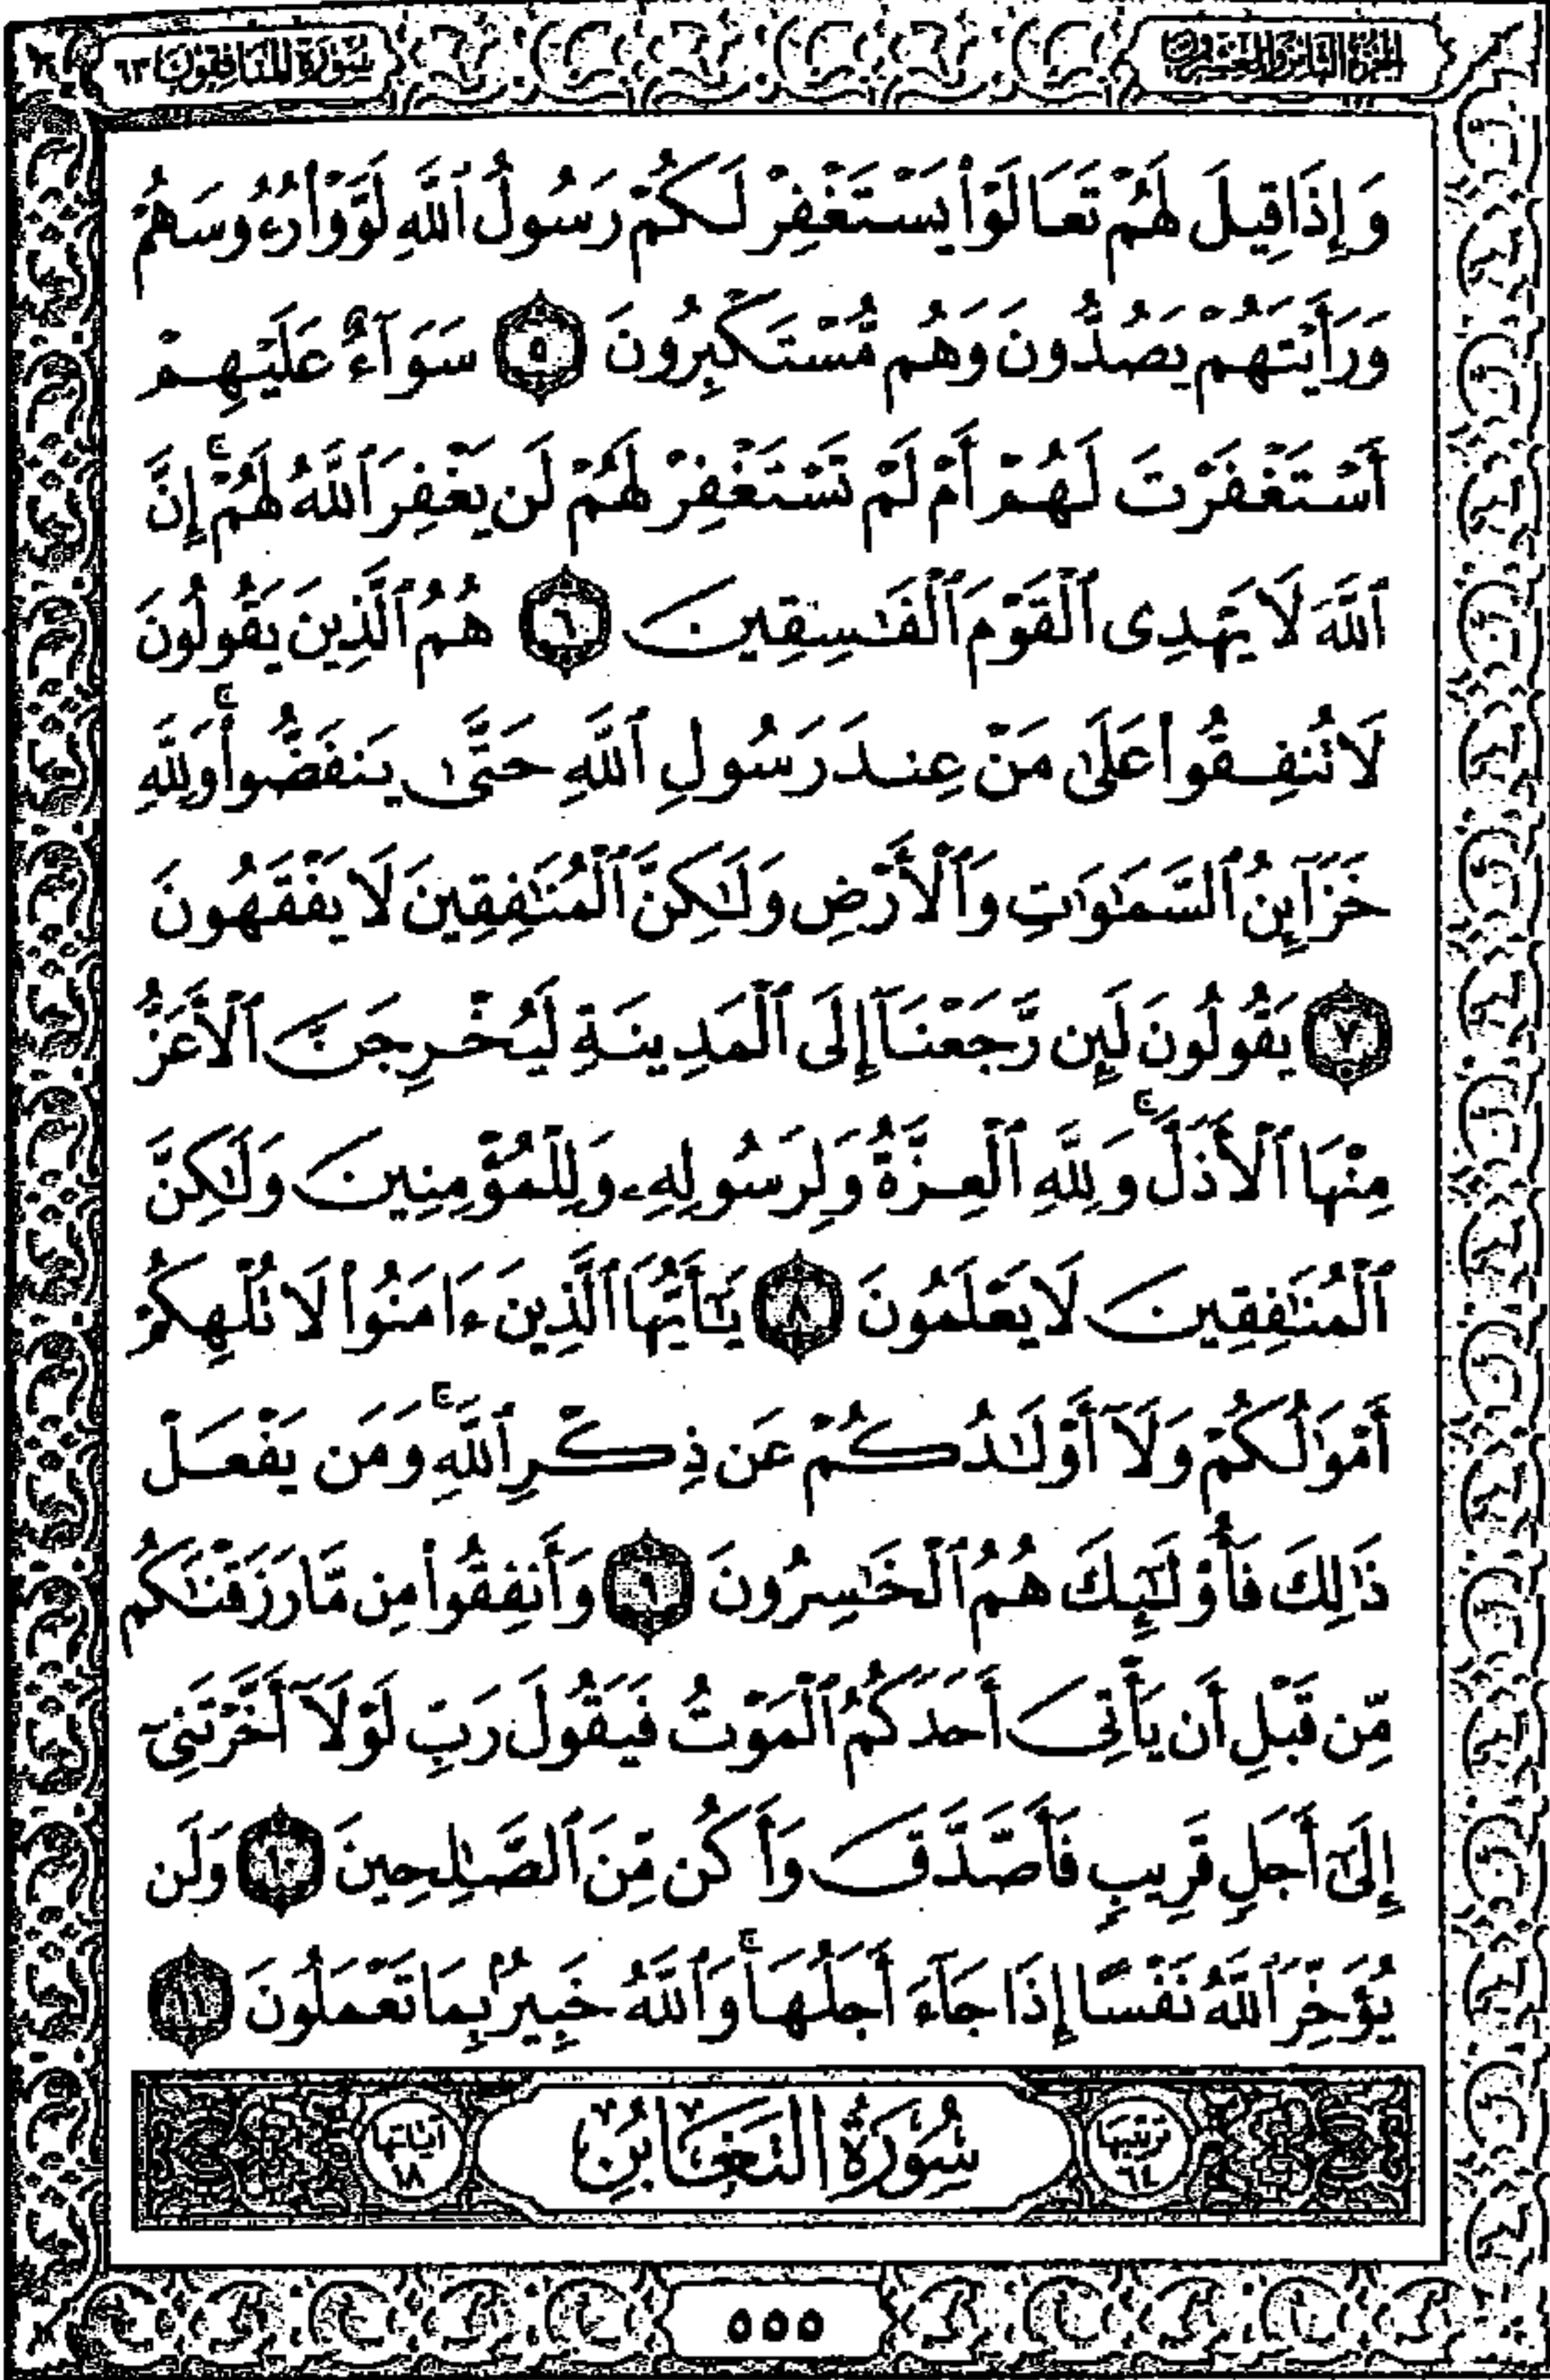 الجزء الثامن والعشرون
سورة المنافقون ٦٣
وَإِذَا قِيلَ لَهُمۡ تَعَالَوۡاْ يَسۡتَغۡفِرۡ لَكُمۡ رَسُولُ ٱللَّهِ لَوَّوۡاْ رُءُوسَهُمۡ
وَرَأَيۡتَهُمۡ يَصُدُّونَ وَهُم مُّسۡتَكۡبِرُونَ ٥ سَوَآءٌ عَلَيۡهِمۡ
أَسۡتَغۡفَرۡتَ لَهُمۡ أَمۡ لَمۡ تَسۡتَغۡفِرۡ لَهُمۡ لَن يَغۡفِرَ ٱللَّهُ لَهُمۡۚ إِنَّ
ٱللَّهَ لَا يَهۡدِى ٱلۡقَوۡمَ ٱلۡفَٰسِقِينَ ٦ هُمُ ٱلَّذِينَ يَقُولُونَ
لَا تُنفِقُواْ عَلَىٰ مَنۡ عِندَ رَسُولِ ٱللَّهِ حَتَّىٰ يَنفَضُّواْۚ وَلِلَّهِ
خَزَآئِنُ ٱلسَّمَٰوَٰتِ وَٱلۡأَرۡضِ وَلَٰكِنَّ ٱلۡمُنَٰفِقِينَ لَا يَفۡقَهُونَ
٧ يَقُولُونَ لَئِن رَّجَعۡنَآ إِلَى ٱلۡمَدِينَةِ لَيُخۡرِجَنَّ ٱلۡأَعَزُّ
مِنۡهَا ٱلۡأَذَلَّۚ وَلِلَّهِ ٱلۡعِزَّةُ وَلِرَسُولِهِۦ وَلِلۡمُؤۡمِنِينَ وَلَٰكِنَّ
ٱلۡمُنَٰفِقِينَ لَا يَعۡلَمُونَ ٨ يَٰٓأَيُّهَا ٱلَّذِينَ ءَامَنُواْ لَا تُلۡهِكُمۡ
أَمۡوَٰلُكُمۡ وَلَآ أَوۡلَٰدُكُمۡ عَن ذِكۡرِ ٱللَّهِۚ وَمَن يَفۡعَلۡ
ذَٰلِكَ فَأُوْلَٰٓئِكَ هُمُ ٱلۡخَٰسِرُونَ ٩ وَأَنفِقُواْ مِن مَّا رَزَقۡنَٰكُم
مِّن قَبۡلِ أَن يَأۡتِىَ أَحَدَكُمُ ٱلۡمَوۡتُ فَيَقُولَ رَبِّ لَوۡلَآ أَخَّرۡتَنِىٓ
إِلَىٰٓ أَجَلٍ قَرِيبٍ فَأَصَّدَّقَ وَأَكُن مِّنَ ٱلصَّٰلِحِينَ ١٠ وَلَن
يُؤَخِّرَ ٱللَّهُ نَفۡسًا إِذَا جَآءَ أَجَلُهَاۚ وَٱللَّهُ خَبِيرُۢ بِمَا تَعۡمَلُونَ ١١
ترتيبها ٦٤ سُورَةُ التَّغَابُنِ آياتها ١٨
٥٥٥